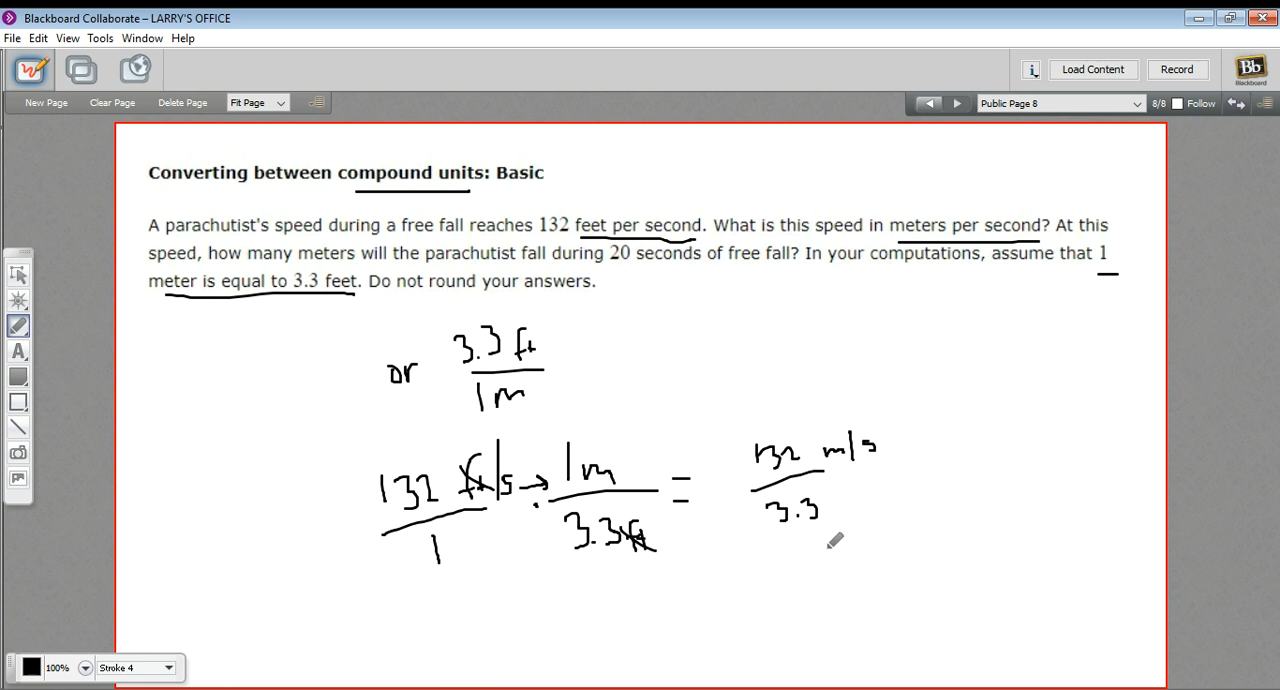 Blackboard Collaborate – LARRY'S OFFICE
File Edit View Tools Window Help
i Load Content Record Bb
Blackboard
New Page Clear Page Delete Page Fit Page Public Page 8 8/8 Follow
Converting between compound units: Basic
A parachutist's speed during a free fall reaches 132 feet per second. What is this speed in meters per second? At this
speed, how many meters will the parachutist fall during 20 seconds of free fall? In your computations, assume that 1
meter is equal to 3.3 feet. Do not round your answers.
A
or 3.3 ft
1 m
132 ft/s → . 1 m = 132 m/s
1 3.3 ft 3.3
100% Stroke 4